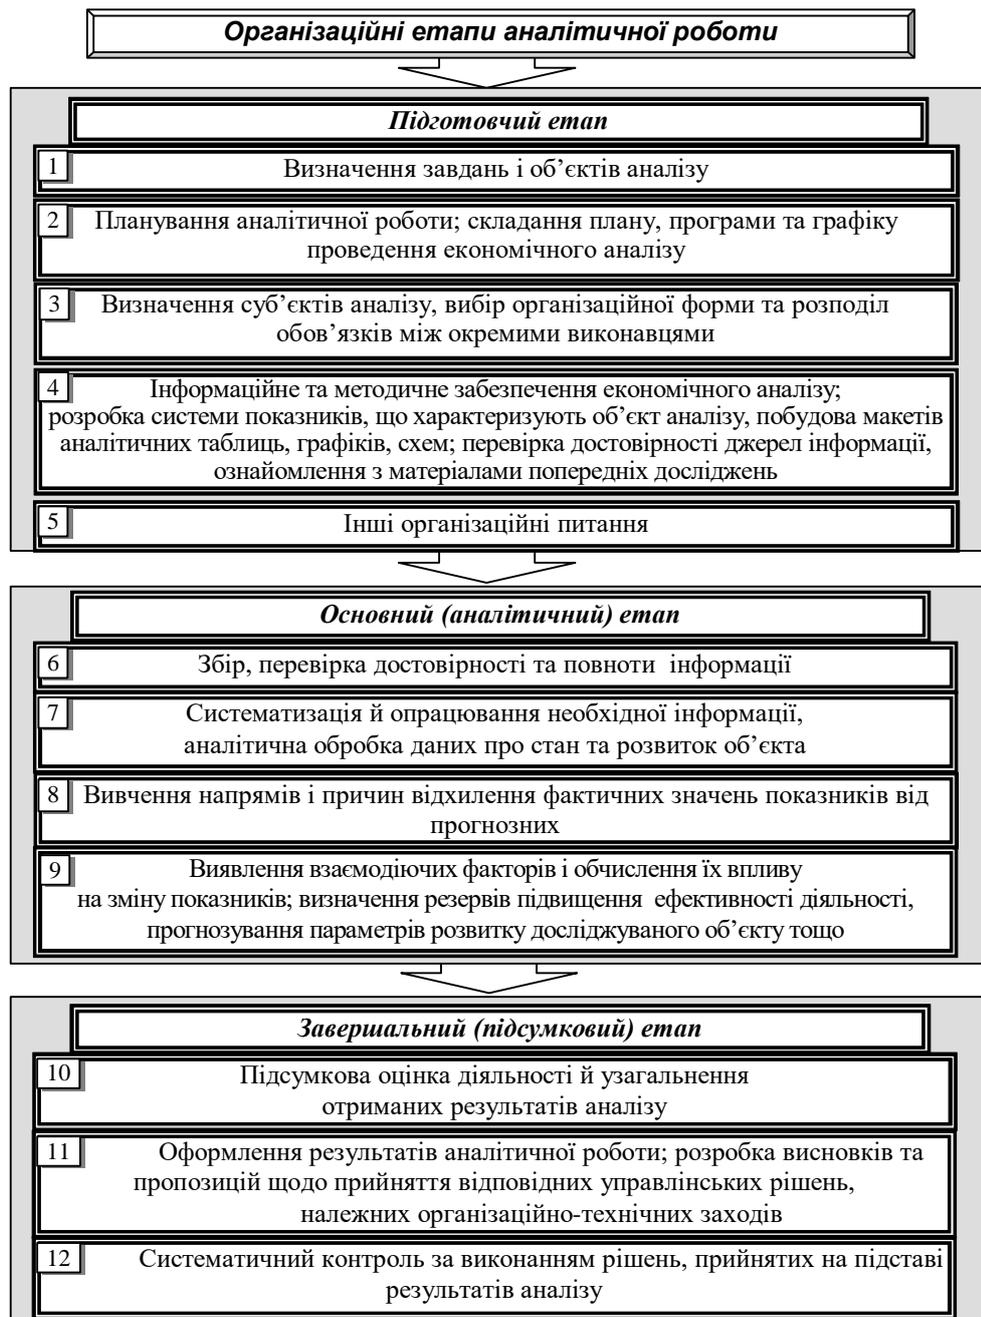 Організаційні етапи аналітичної роботи
Підготовчий етап
1
Визначення завдань і об’єктів аналізу
2
Планування аналітичної роботи; складання плану, програми та графіку
проведення економічного аналізу
3
Визначення суб’єктів аналізу, вибір організаційної форми та розподіл
обов’язків між окремими виконавцями
4
Інформаційне та методичне забезпечення економічного аналізу;
розробка системи показників, що характеризують об’єкт аналізу, побудова макетів
аналітичних таблиць, графіків, схем; перевірка достовірності джерел інформації,
ознайомлення з матеріалами попередніх досліджень
5
Інші організаційні питання
Основний (аналітичний) етап
6
Збір, перевірка достовірності та повноти інформації
7
Систематизація й опрацювання необхідної інформації,
аналітична обробка даних про стан та розвиток об’єкта
8
Вивчення напрямів і причин відхилення фактичних значень показників від
прогнозних
9
Виявлення взаємодіючих факторів і обчислення їх впливу
на зміну показників; визначення резервів підвищення ефективності діяльності,
прогнозування параметрів розвитку досліджуваного об’єкту тощо
Завершальний (підсумковий) етап
10
Підсумкова оцінка діяльності й узагальнення
отриманих результатів аналізу
11
Оформлення результатів аналітичної роботи; розробка висновків та
пропозицій щодо прийняття відповідних управлінських рішень,
належних організаційно-технічних заходів
12
Систематичний контроль за виконанням рішень, прийнятих на підставі
результатів аналізу